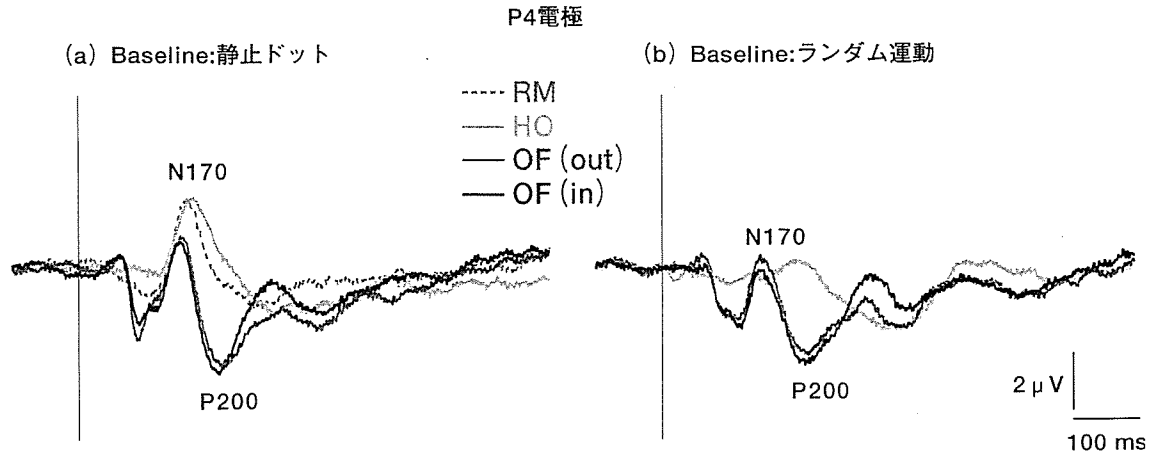 P4電極
(a) Baseline:静止ドット
(b) Baseline:ランダム運動
RM
HO
OF (out)
OF (in)
N170
P200
N170
P200
2 μV
100 ms